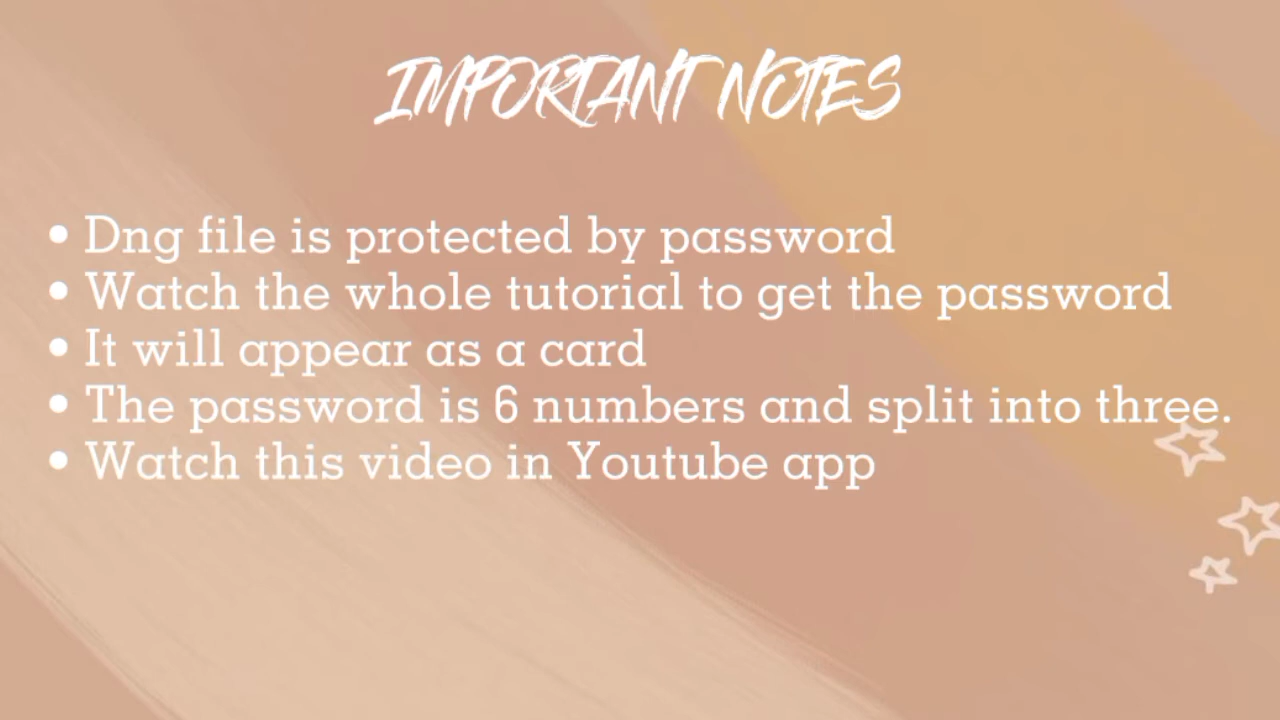 IMPORTANT NOTES
• Dng file is protected by password
• Watch the whole tutorial to get the password
• It will appear as a card
• The password is 6 numbers and split into three.
• Watch this video in Youtube app